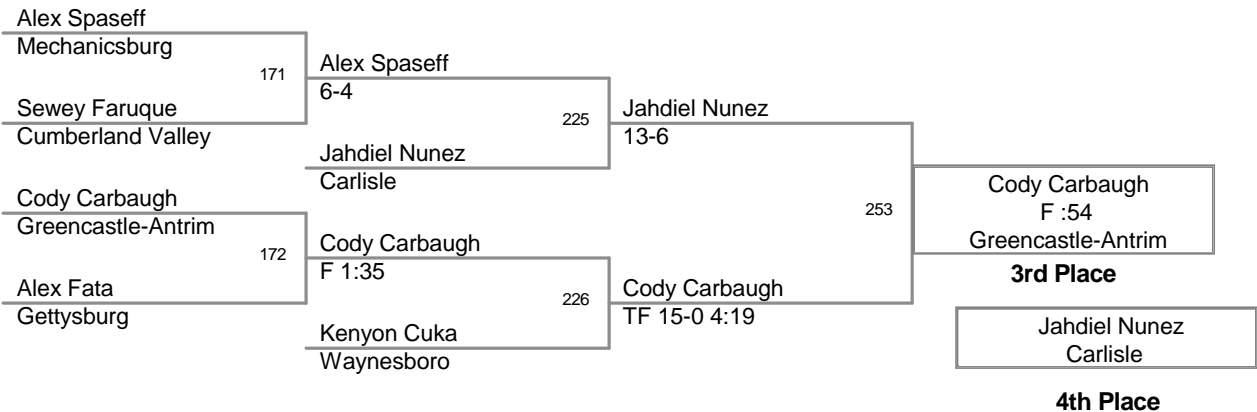 Alex Spaseff
Mechanicsburg
171
Sewey Faruque
Cumberland Valley
Alex Spaseff
6-4
225
Jahdiel Nunez
Carlisle
Jahdiel Nunez
13-6
Cody Carbaugh
Greencastle-Antrim
172
Alex Fata
Gettysburg
Cody Carbaugh
F 1:35
226
Kenyon Cuka
Waynesboro
Cody Carbaugh
TF 15-0 4:19
253
Cody Carbaugh
F :54
Greencastle-Antrim
3rd Place
Jahdiel Nunez
Carlisle
4th Place